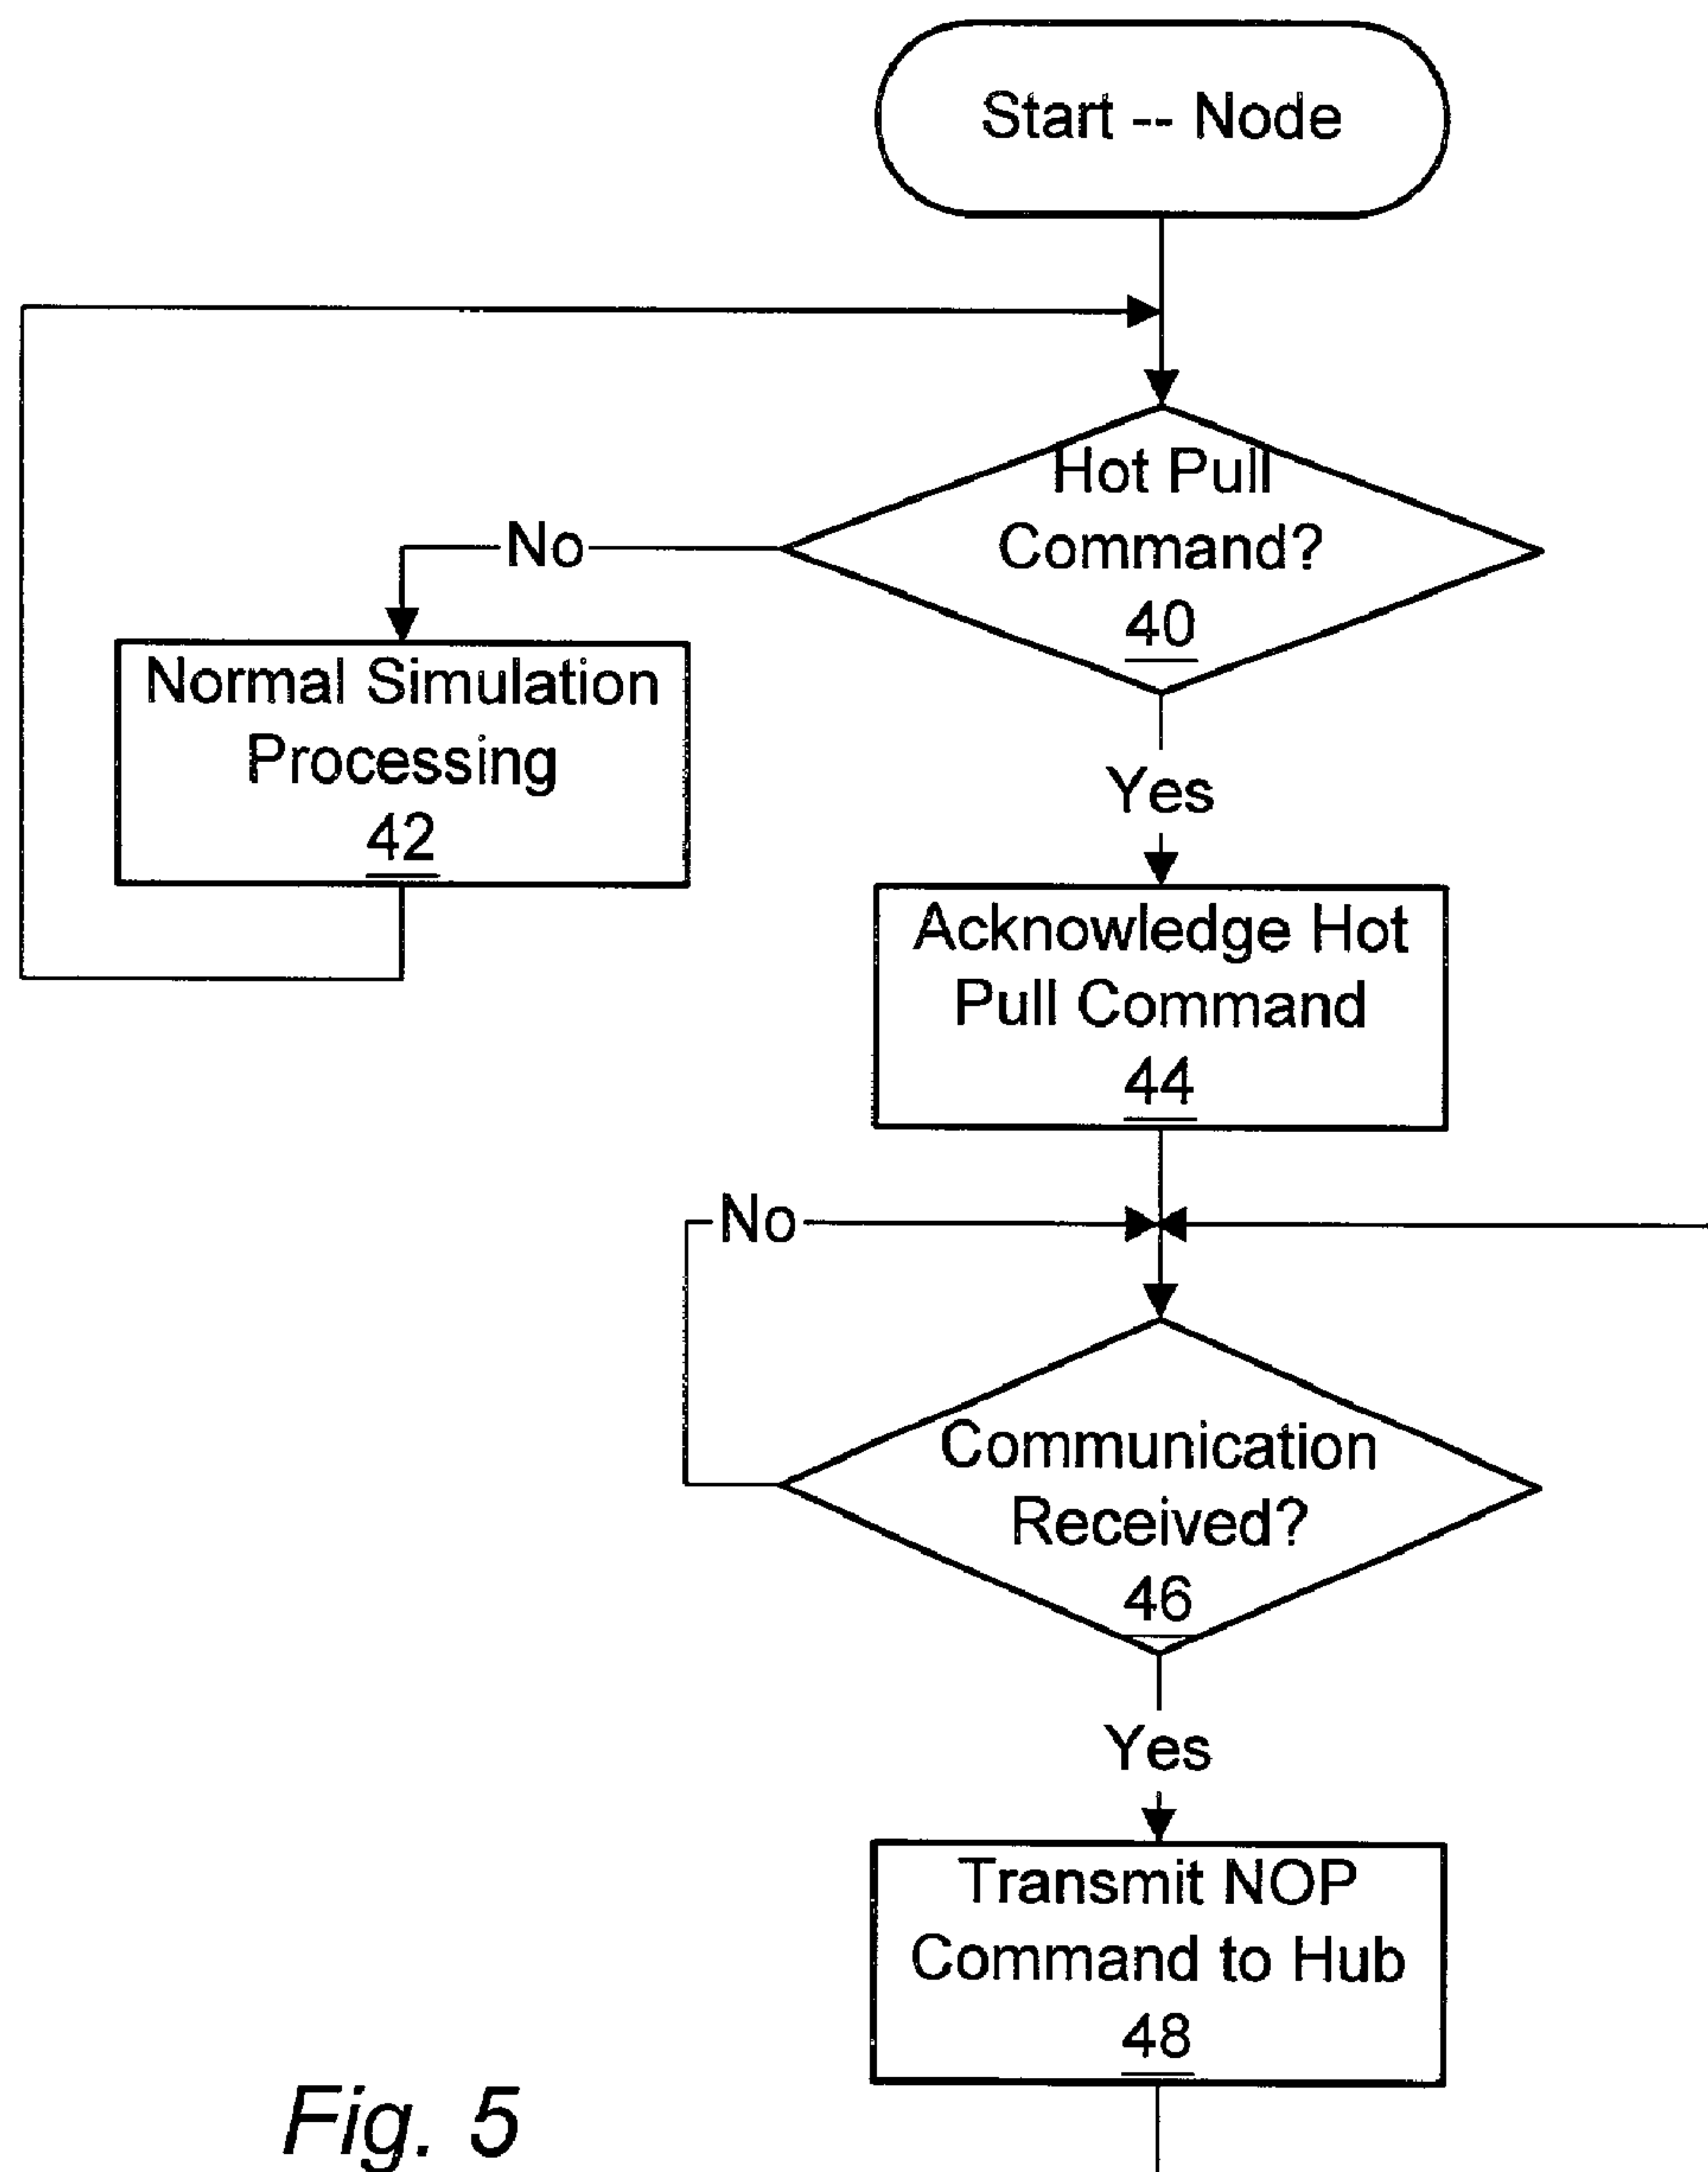 Start -- Node
Hot Pull
Command?
40
No
Normal Simulation
Processing
42
Yes
Acknowledge Hot
Pull Command
44
No
Communication
Received?
46
Yes
Transmit NOP
Command to Hub
48
Fig. 5